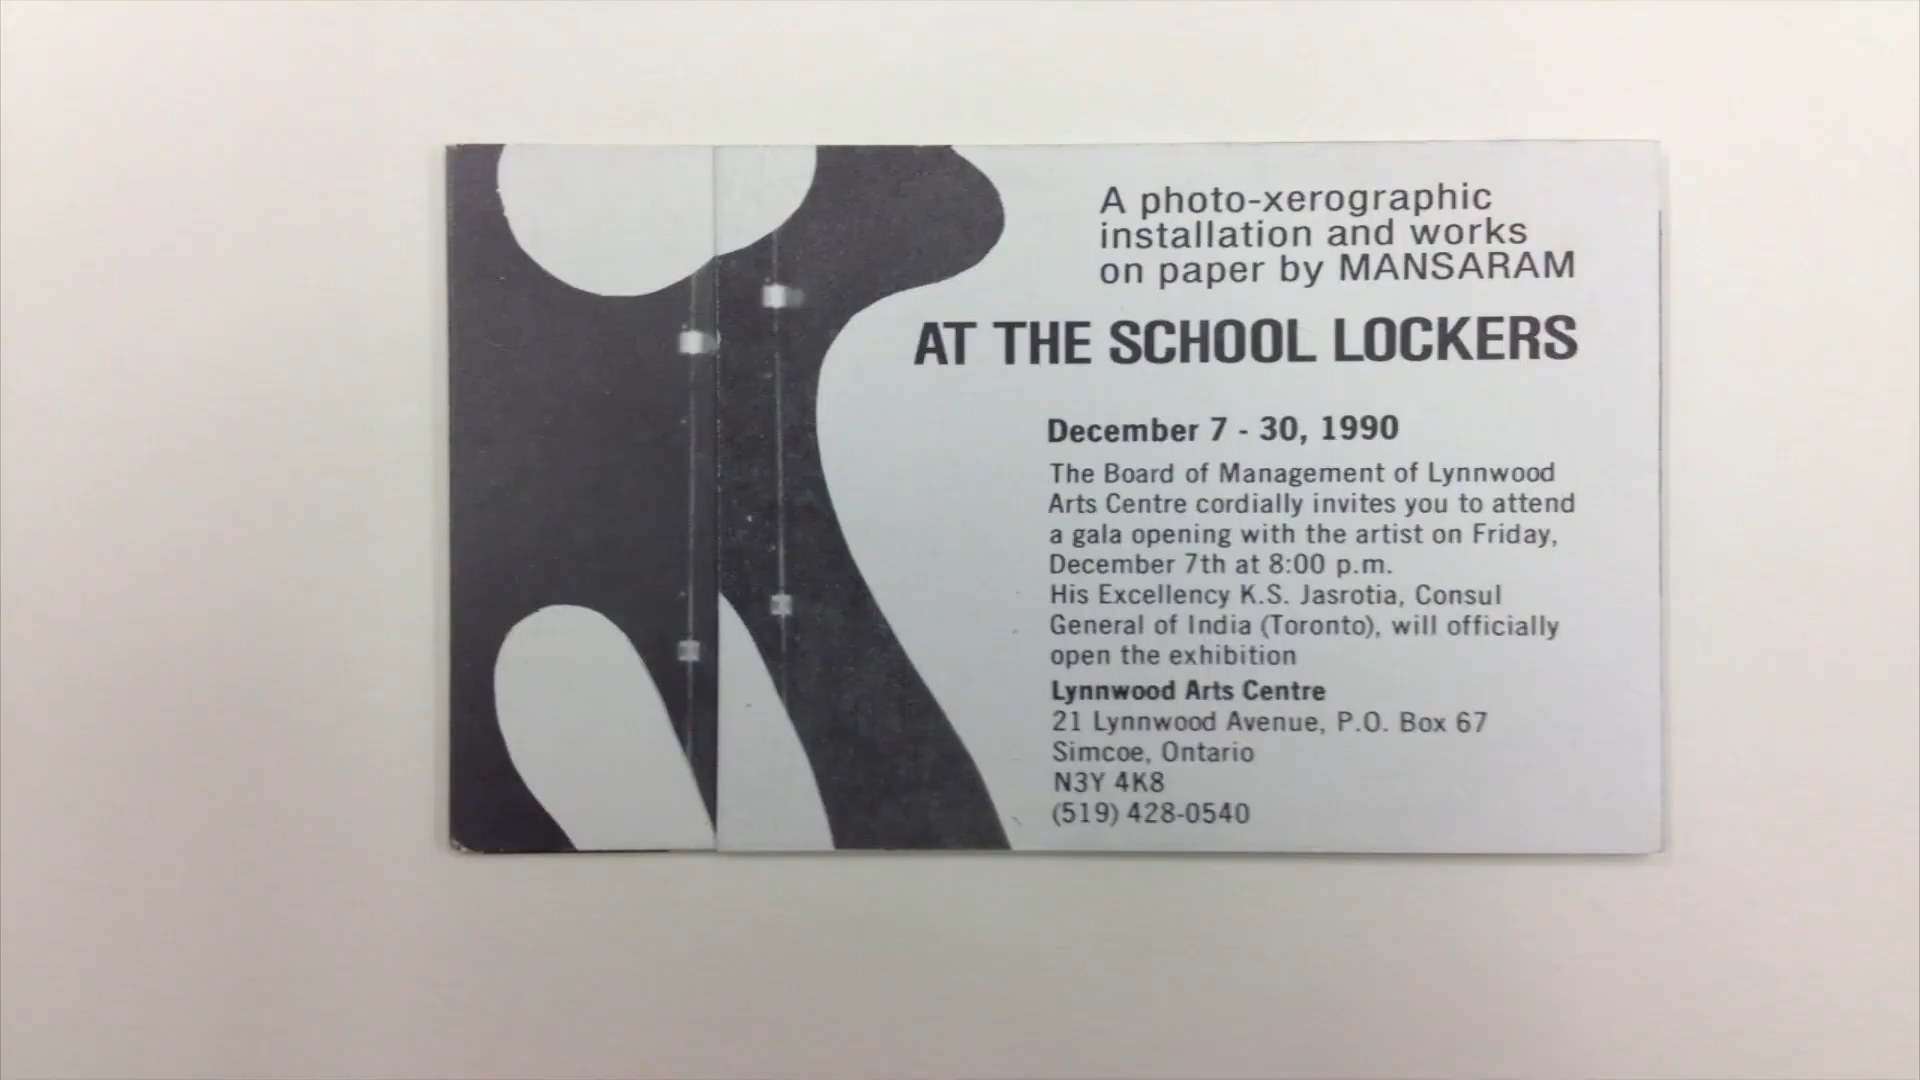 A photo-xerographic
installation and works
on paper by MANSARAM
AT THE SCHOOL LOCKERS
December 7 - 30, 1990
The Board of Management of Lynnwood
Arts Centre cordially invites you to attend
a gala opening with the artist on Friday,
December 7th at 8:00 p.m.
His Excellency K.S. Jasrotia, Consul
General of India (Toronto), will officially
open the exhibition
Lynnwood Arts Centre
21 Lynnwood Avenue, P.O. Box 67
Simcoe, Ontario
N3Y 4K8
(519) 428-0540